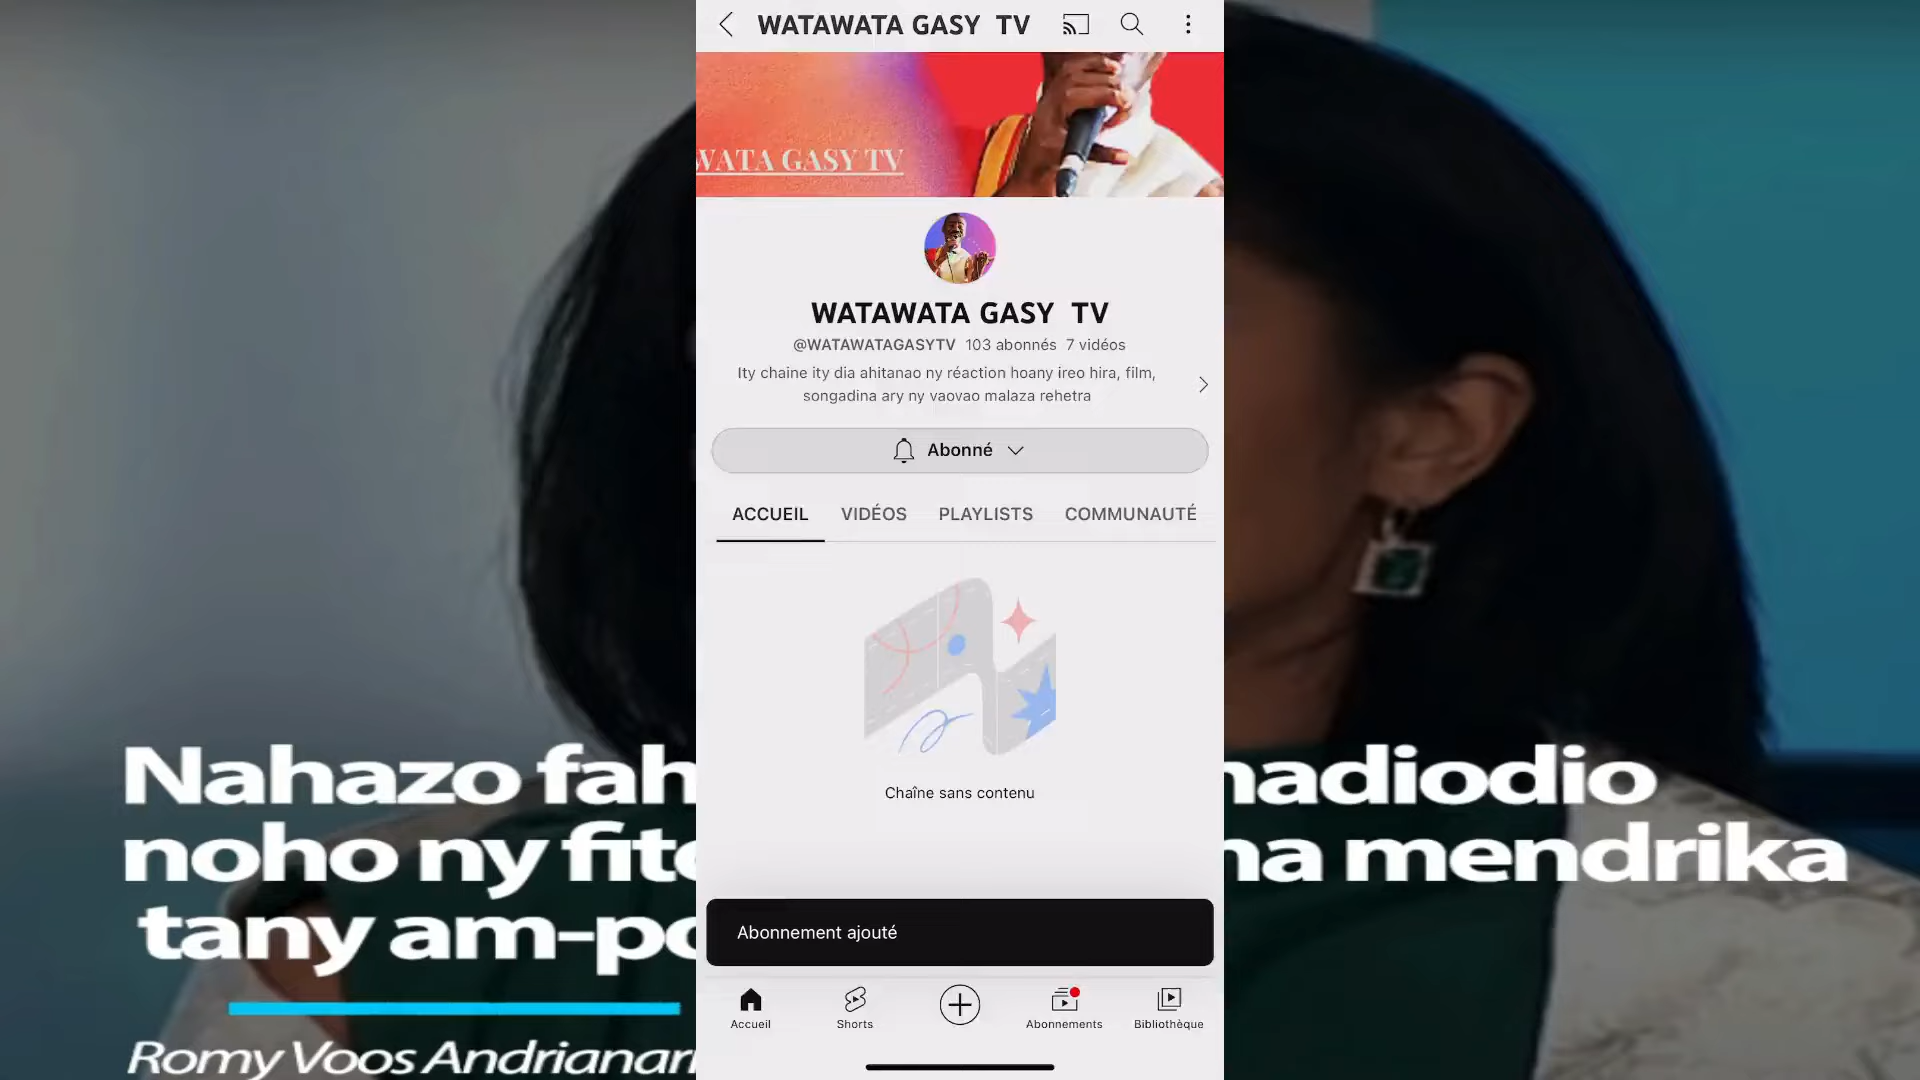 WATAWATA GASY TV
WATA GASY TV
WATAWATA GASY TV
@WATAWATAGASYTV 103 abonnés 7 vidéos
Ity chaine ity dia ahitanao ny réaction hoany ireo hira, film,
songadina ary ny vaovao malaza rehetra
Abonné
ACCUEIL VIDÉOS PLAYLISTS COMMUNAUTÉ
Chaîne sans contenu
Abonnement ajouté
Accueil Shorts Abonnements Bibliothèque
Nahazo fah nadiodio
noho ny fito na mendrika
tany am-po
Romy Voos Andrianari